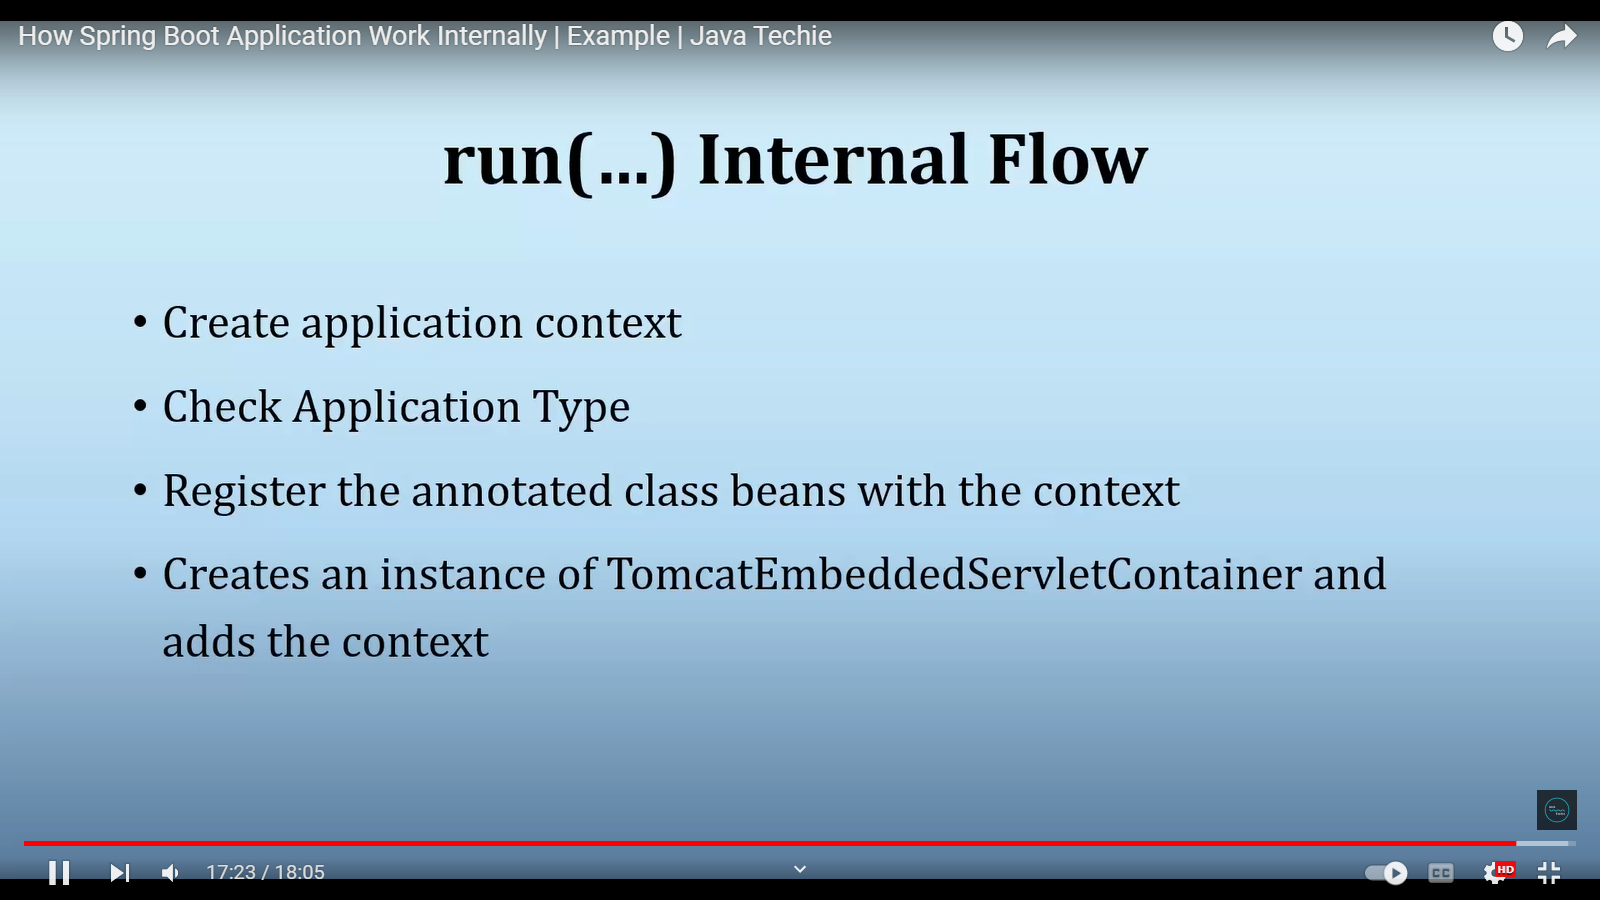 How Spring Boot Application Work Internally | Example | Java Techie
run(...) Internal Flow
• Create application context
• Check Application Type
• Register the annotated class beans with the context
• Creates an instance of TomcatEmbeddedServletContainer and
adds the context
17:23 / 18:05
CC
HD